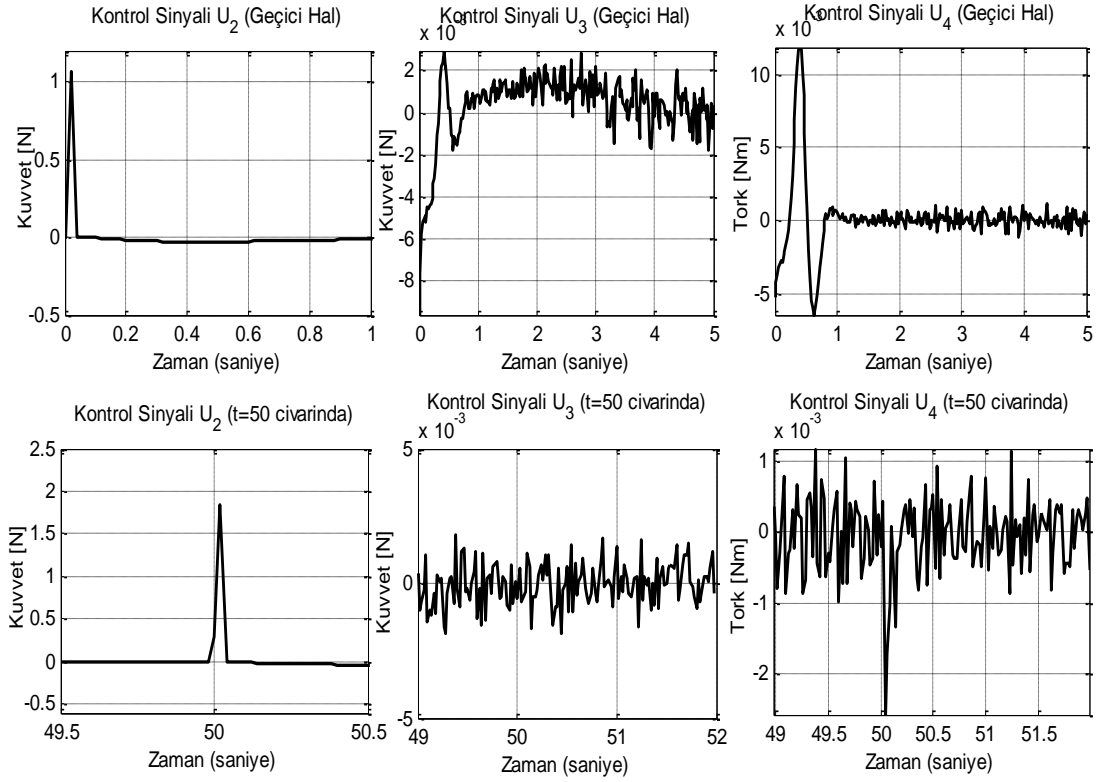 Kontrol Sinyali U2 (Geçici Hal)
Kuvvet [N]
1
0.5
0
-0.5
0 0.2 0.4 0.6 0.8 1
Zaman (saniye)
Kontrol Sinyali U3 (Geçici Hal)
x 10-3
Kuvvet [N]
2
0
-2
-4
-6
-8
0 1 2 3 4 5
Zaman (saniye)
Kontrol Sinyali U4 (Geçici Hal)
x 10-3
Tork [Nm]
10
5
0
-5
0 1 2 3 4 5
Zaman (saniye)
Kontrol Sinyali U2 (t=50 civarinda)
Kuvvet [N]
2.5
2
1.5
1
0.5
0
-0.5
49.5 50 50.5
Zaman (saniye)
Kontrol Sinyali U3 (t=50 civarinda)
x 10-3
Kuvvet [N]
5
0
-5
49 50 51 52
Zaman (saniye)
Kontrol Sinyali U4 (t=50 civarinda)
x 10-3
Tork [Nm]
1
0
-1
-2
49 49.5 50 50.5 51 51.5
Zaman (saniye)